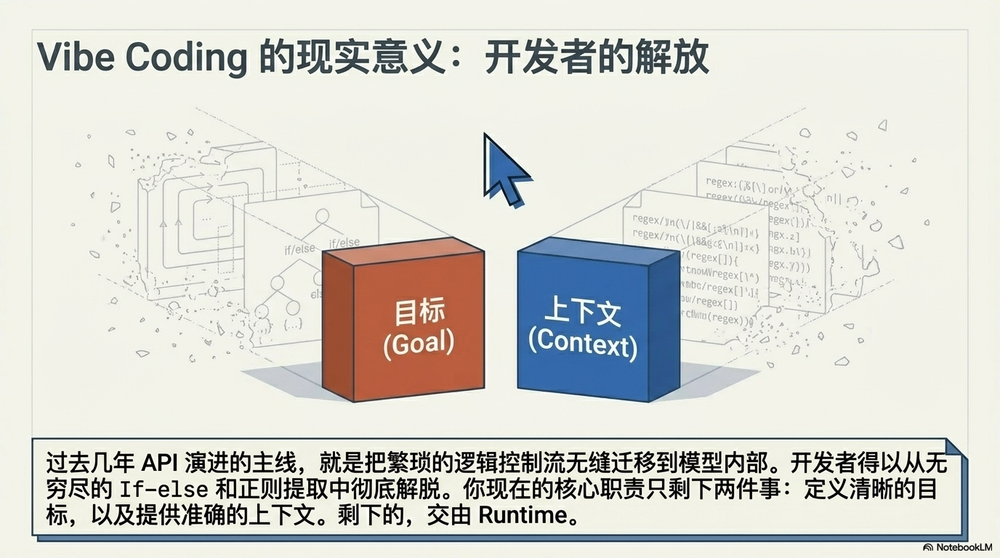 Vibe Coding 的现实意义：开发者的解放
if/else
if/else
目标
(Goal)
上下文
(Context)
过去几年 API 演进的主线，就是把繁琐的逻辑控制流无缝迁移到模型内部。开发者得以从无
穷尽的 If-else 和正则提取中彻底解脱。你现在的核心职责只剩下两件事：定义清晰的目
标，以及提供准确的上下文。剩下的，交由 Runtime。
NotebookLM